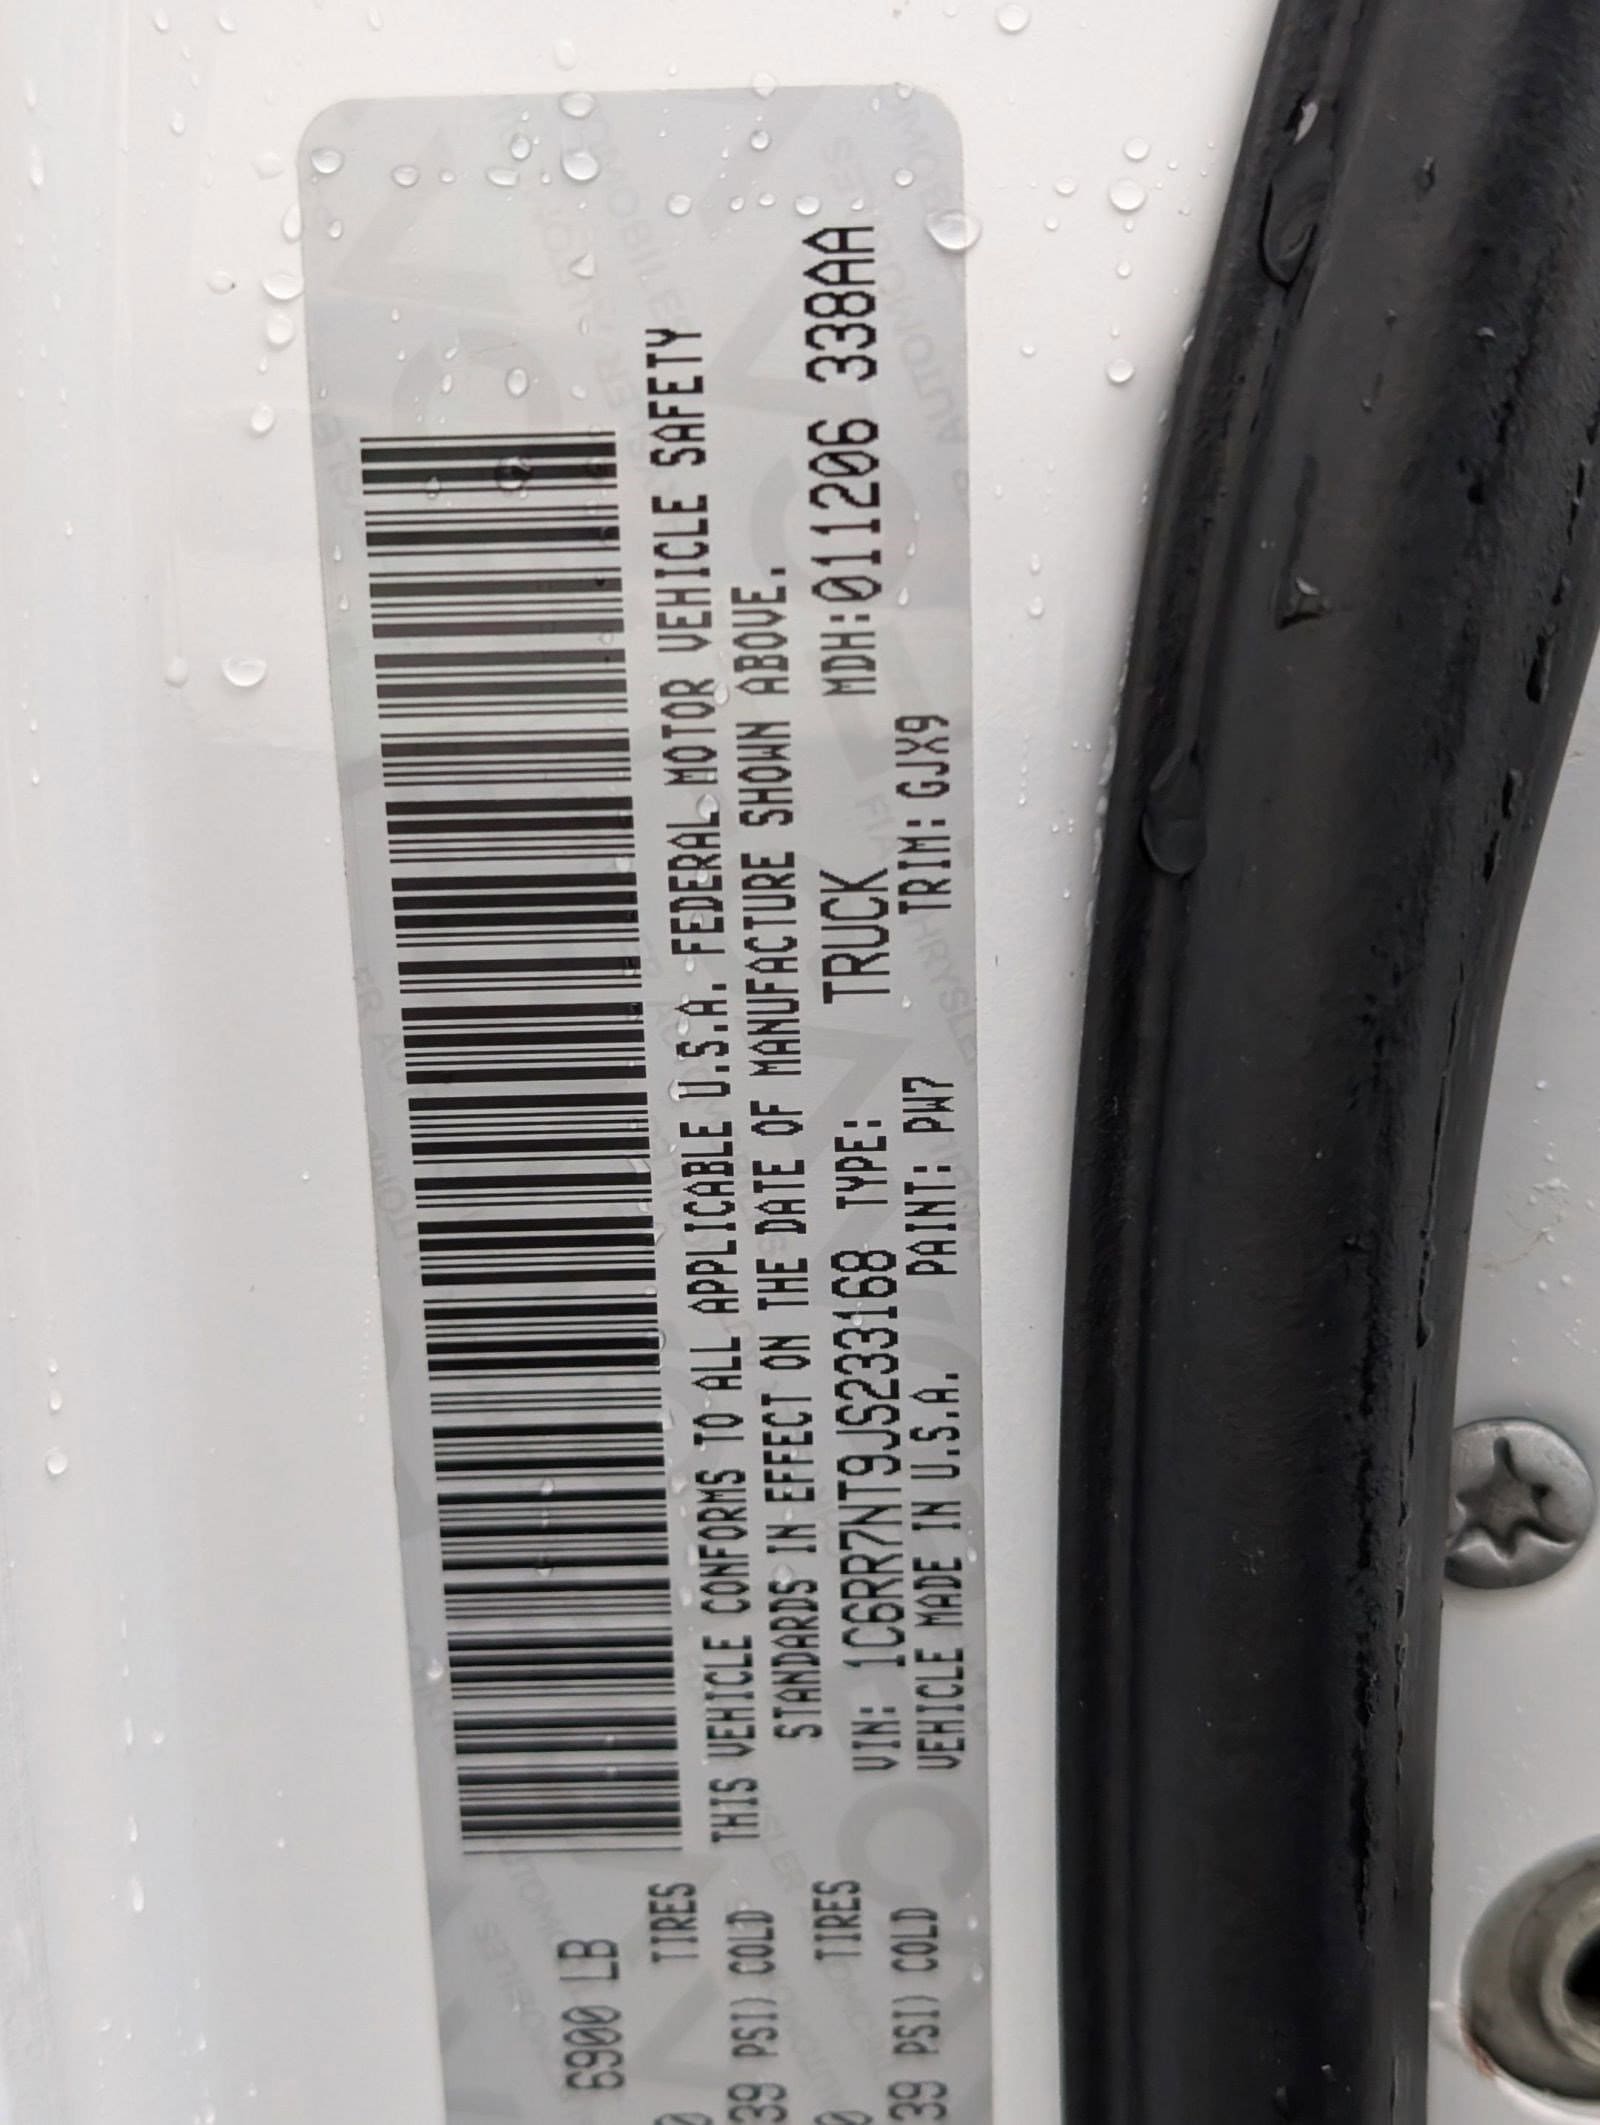 6900 LB
0 TIRES
39 PSI) COLD
0 TIRES
39 PSI) COLD
THIS VEHICLE CONFORMS TO ALL APPLICABLE U.S.A. FEDERAL MOTOR VEHICLE SAFETY
STANDARDS IN EFFECT ON THE DATE OF MANUFACTURE SHOWN ABOVE.
VIN: 1C6RR7NT9JS233168 TYPE: TRUCK MDH:011206 338AA
VEHICLE MADE IN U.S.A. PAINT: PW7 TRIM: GJX9